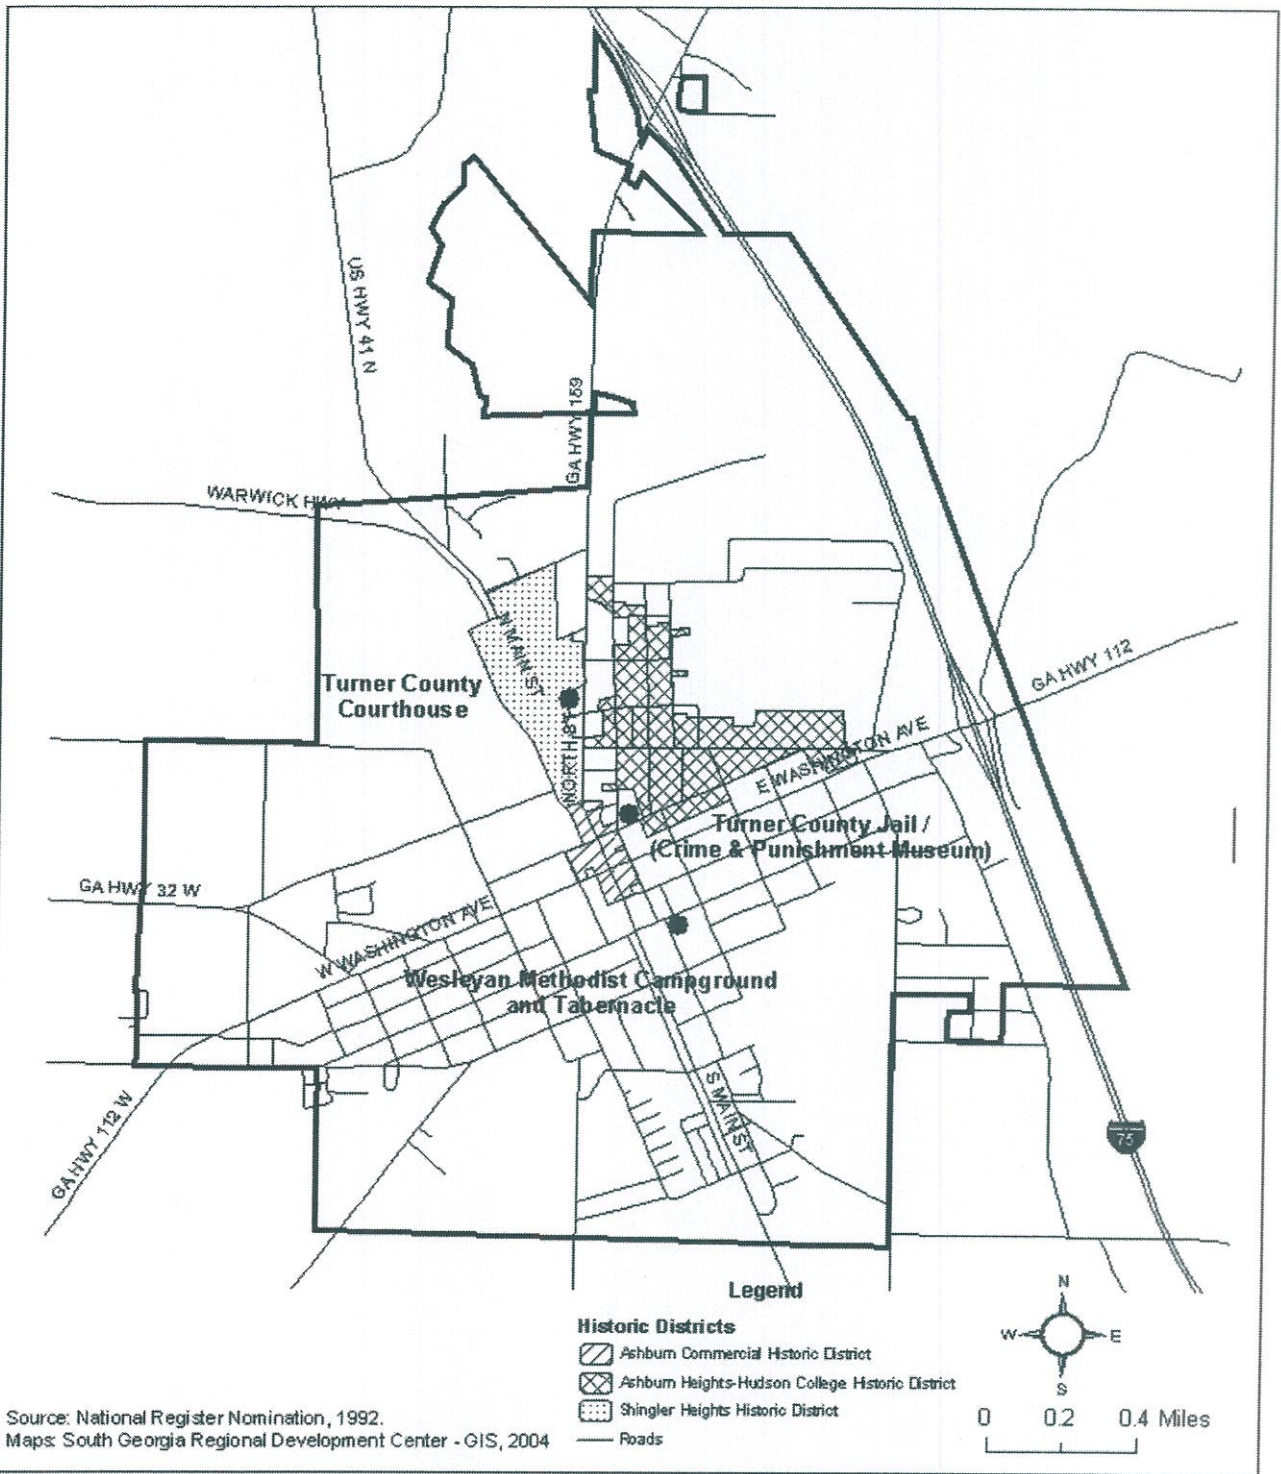 US HWY 41 N
GA HWY 159
WARWICK HWY
N MAIN ST
GA HWY 112
Turner County
Courthouse
NORTH ST
E WASHINGTON AVE
Turner County Jail /
(Crime & Punishment Museum)
GA HWY 32 W
W WASHINGTON AVE
Wesleyan Methodist Campground
and Tabernacle
S MAIN ST
GA HWY 112 W
75
Legend
Historic Districts
Ashburn Commercial Historic District
Ashburn Heights-Hudson College Historic District
Shingler Heights Historic District
Roads
N
W
E
S
0 0.2 0.4 Miles
Source: National Register Nomination, 1992.
Maps: South Georgia Regional Development Center - GIS, 2004